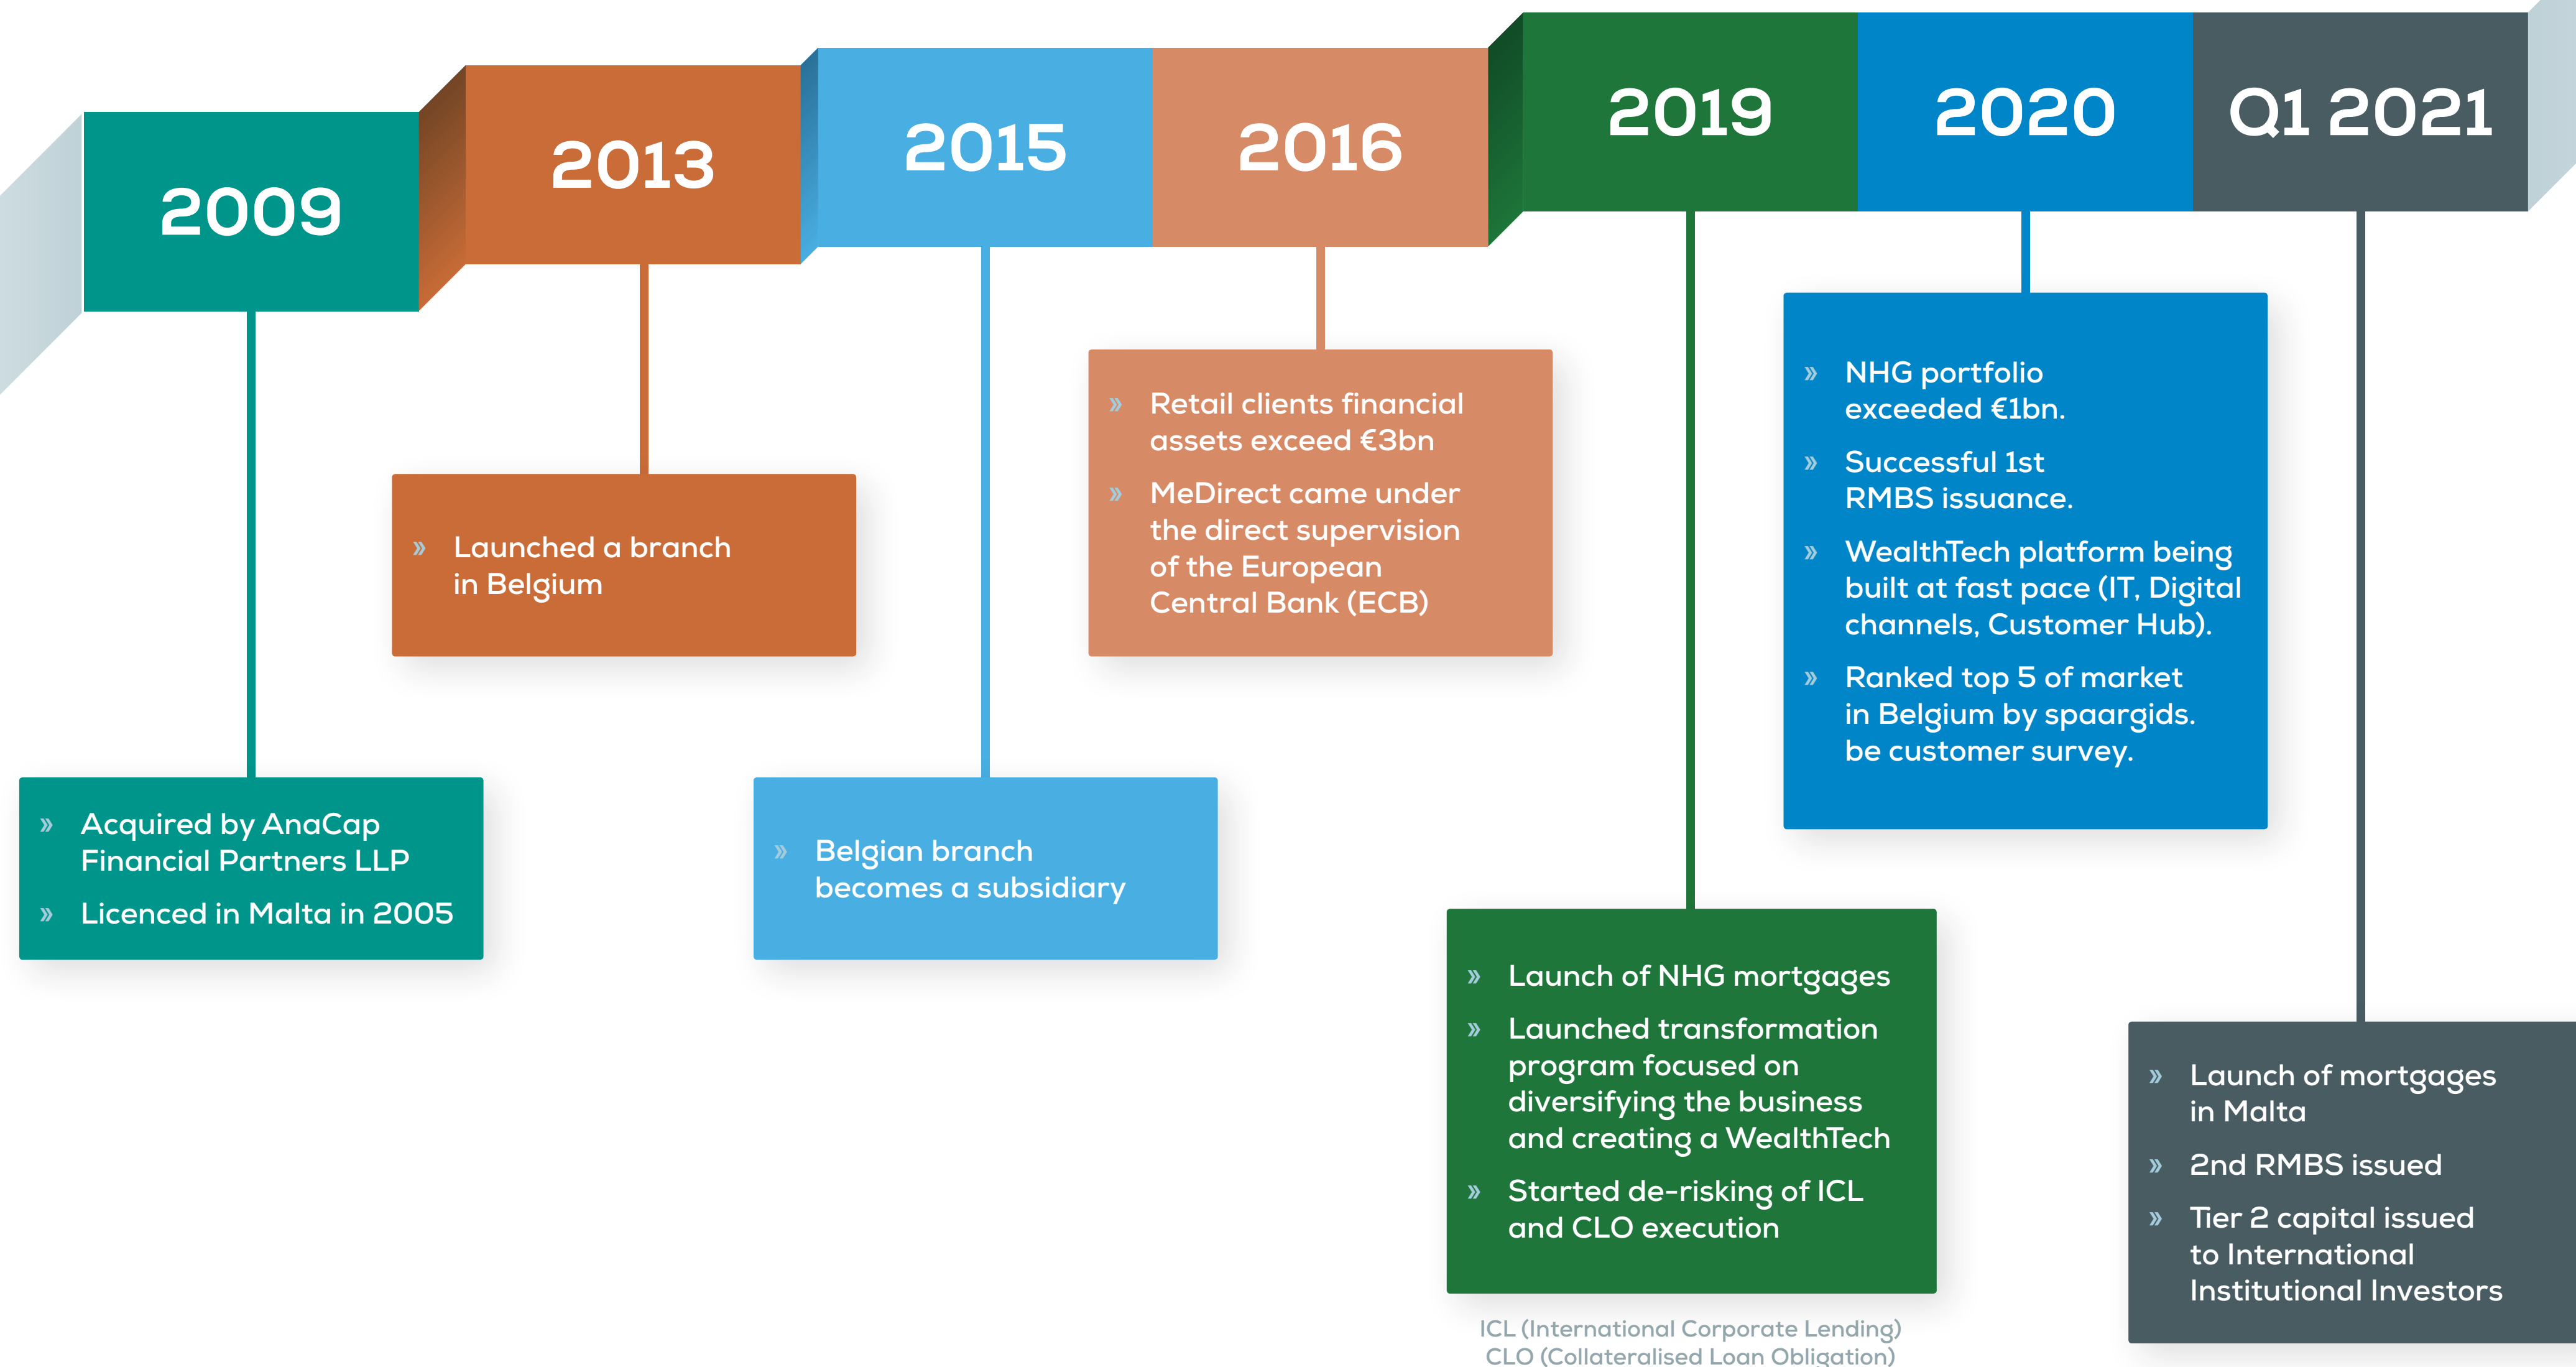 2009
2013
2015
2016
2019
2020
Q1 2021
» Acquired by AnaCap
Financial Partners LLP
» Licenced in Malta in 2005
» Launched a branch
in Belgium
» Belgian branch
becomes a subsidiary
» Retail clients financial
assets exceed €3bn
» MeDirect came under
the direct supervision
of the European
Central Bank (ECB)
» Launch of NHG mortgages
» Launched transformation
program focused on
diversifying the business
and creating a WealthTech
» Started de-risking of ICL
and CLO execution
ICL (International Corporate Lending)
CLO (Collateralised Loan Obligation)
» NHG portfolio
exceeded €1bn.
» Successful 1st
RMBS issuance.
» WealthTech platform being
built at fast pace (IT, Digital
channels, Customer Hub).
» Ranked top 5 of market
in Belgium by spaargids.
be customer survey.
» Launch of mortgages
in Malta
» 2nd RMBS issued
» Tier 2 capital issued
to International
Institutional Investors